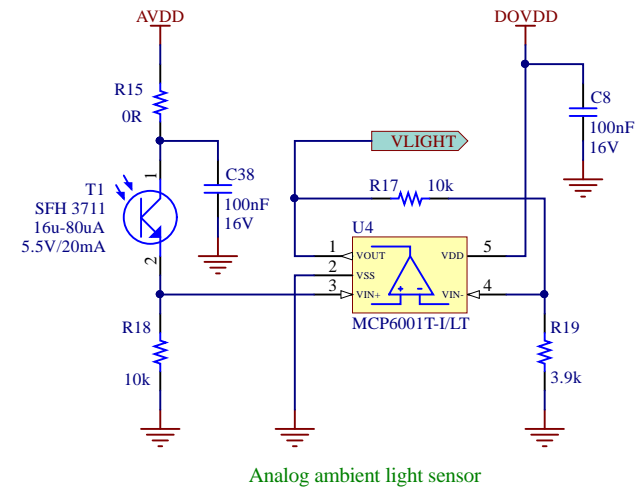 AVDD
DOVDD
R15
0R
C8
100nF
16V
VLIGHT
1
C38
100nF
16V
R17 10k
T1
SFH 3711
16u-80uA
5.5V/20mA
U4
1 VOUT VDD 5
2 VSS
3 VIN+ VIN- 4
+ -
2
MCP6001T-I/LT
R18
10k
R19
3.9k
Analog ambient light sensor